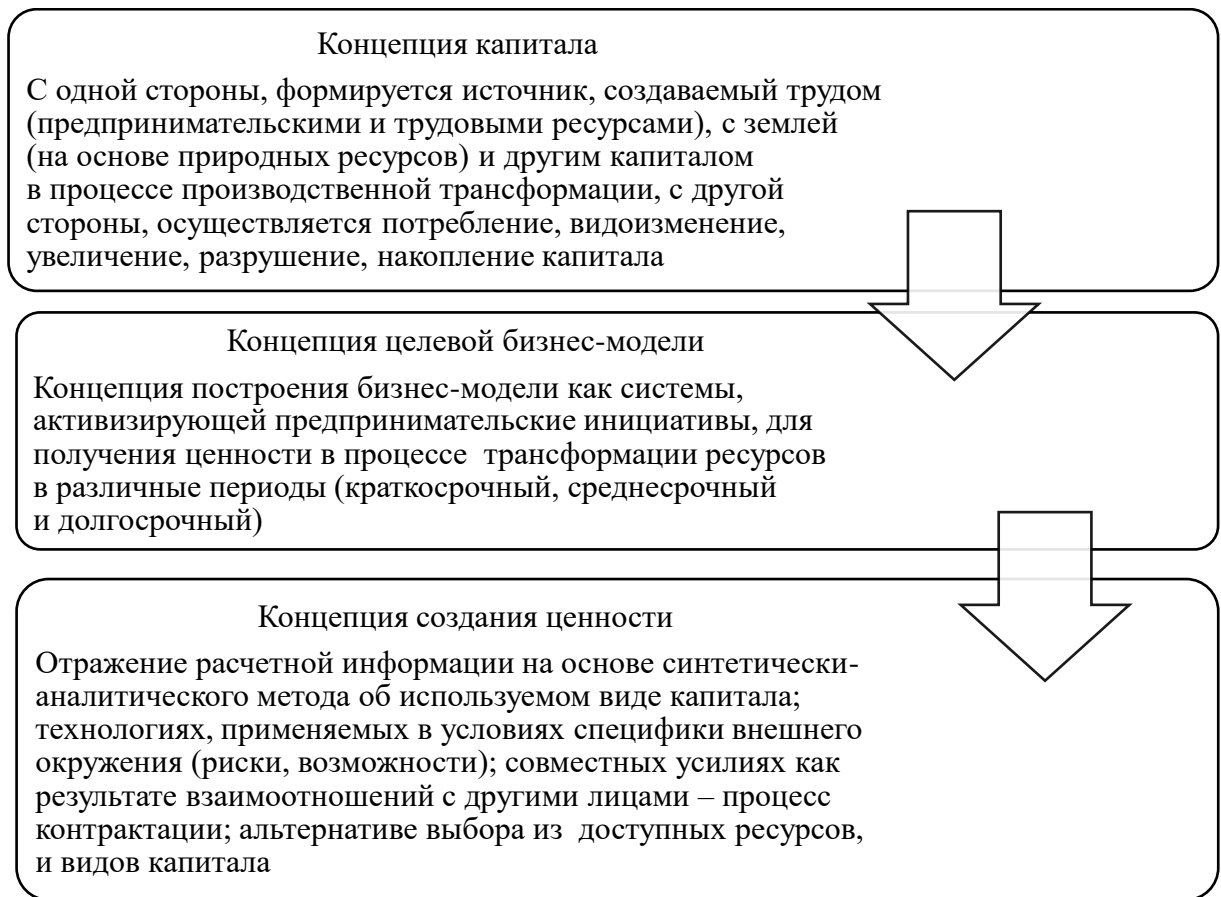 Концепция капитала
С одной стороны, формируется источник, создаваемый трудом
(предпринимательскими и трудовыми ресурсами), с землей
(на основе природных ресурсов) и другим капиталом
в процессе производственной трансформации, с другой
стороны, осуществляется потребление, видоизменение,
увеличение, разрушение, накопление капитала
Концепция целевой бизнес-модели
Концепция построения бизнес-модели как системы,
активизирующей предпринимательские инициативы, для
получения ценности в процессе трансформации ресурсов
в различные периоды (краткосрочный, среднесрочный
и долгосрочный)
Концепция создания ценности
Отражение расчетной информации на основе синтетически-
аналитического метода об используемом виде капитала;
технологиях, применяемых в условиях специфики внешнего
окружения (риски, возможности); совместных усилиях как
результате взаимоотношений с другими лицами – процесс
контрактации; альтернативе выбора из доступных ресурсов,
и видов капитала